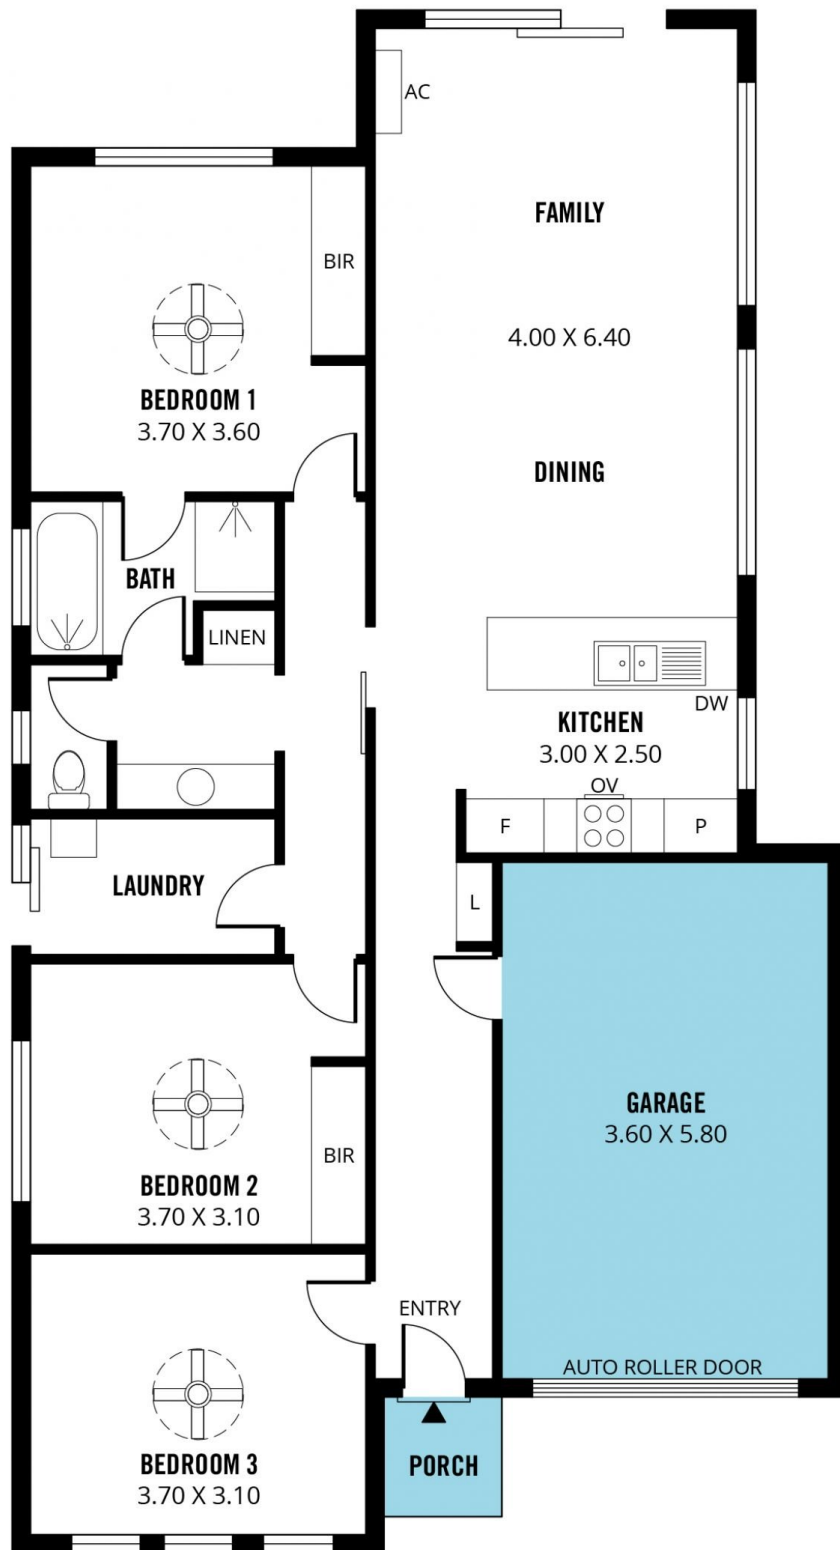 AC
FAMILY
BIR
4.00 X 6.40
BEDROOM 1
3.70 X 3.60
DINING
BATH
LINEN
DW
KITCHEN
3.00 X 2.50
OV
F
P
LAUNDRY
L
GARAGE
3.60 X 5.80
BIR
BEDROOM 2
3.70 X 3.10
ENTRY
AUTO ROLLER DOOR
BEDROOM 3
3.70 X 3.10
PORCH